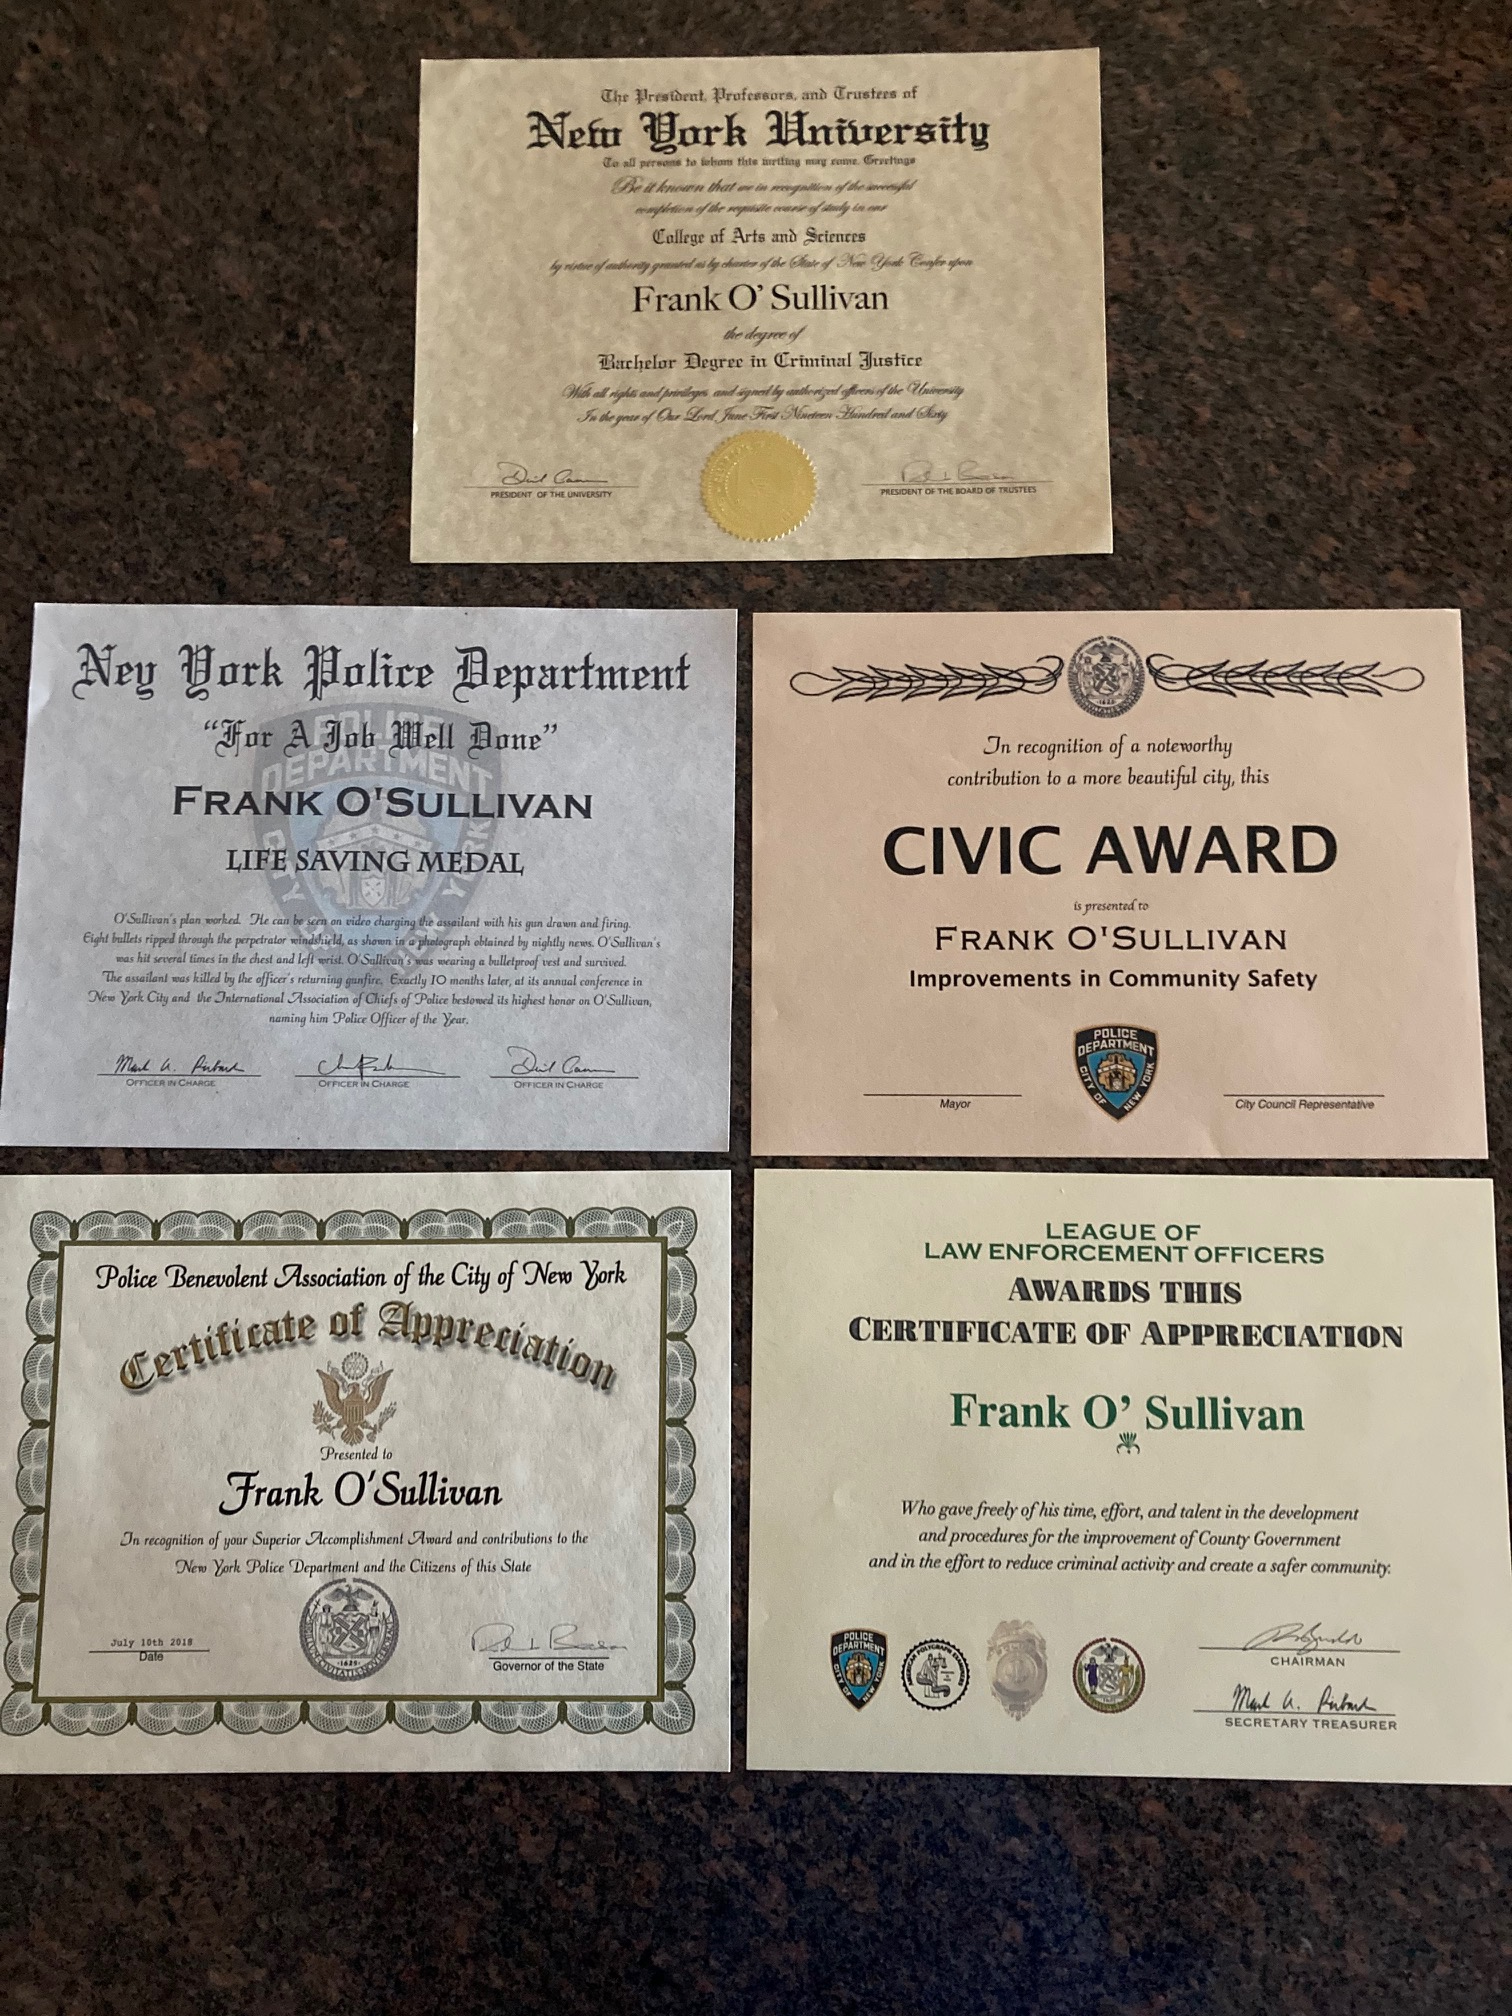 The President, Professors, and Trustees of
New York University
To all persons to whom this writing may come, Greetings
Be it known that we in recognition of the successful
completion of the requisite course of study in our
College of Arts and Sciences
by virtue of authority granted as by charter of the State of New York Confer upon
Frank O' Sullivan
the degree of
Bachelor Degree in Criminal Justice
With all rights and privileges and signed by authorized officers of the University
In the year of Our Lord, June First Nineteen Hundred and Sixty
PRESIDENT OF THE UNIVERSITY
PRESIDENT OF THE BOARD OF TRUSTEES
Ney York Police Department
"For A Job Well Done"
FRANK O'SULLIVAN
LIFE SAVING MEDAL
O'Sullivan's plan worked. He can be seen on video charging the assailant with his gun drawn and firing.
Eight bullets ripped through the perpetrator windshield, as shown in a photograph obtained by nightly news. O'Sullivan's
was hit several times in the chest and left wrist. O'Sullivan's was wearing a bulletproof vest and survived.
The assailant was killed by the officer's returning gunfire. Exactly 10 months later, at its annual conference in
New York City and the International Association of Chiefs of Police bestowed its highest honor on O'Sullivan,
naming him Police Officer of the Year.
OFFICER IN CHARGE
OFFICER IN CHARGE
OFFICER IN CHARGE
POLICE
DEPARTMENT
CITY OF
NEW YORK
In recognition of a noteworthy
contribution to a more beautiful city, this
CIVIC AWARD
is presented to
FRANK O'SULLIVAN
Improvements in Community Safety
POLICE
DEPARTMENT
CITY OF
NEW YORK
Mayor
City Council Representative
Police Benevolent Association of the City of New York
Certificate of Appreciation
Presented to
Frank O'Sullivan
In recognition of your Superior Accomplishment Award and contributions to the
New York Police Department and the Citizens of this State
July 10th 2018
Date
1625
Governor of the State
LEAGUE OF
LAW ENFORCEMENT OFFICERS
AWARDS THIS
CERTIFICATE OF APPRECIATION
Frank O' Sullivan
Who gave freely of his time, effort, and talent in the development
and procedures for the improvement of County Government
and in the effort to reduce criminal activity and create a safer community.
POLICE
DEPARTMENT
CITY OF
NEW YORK
AMERICAN POLYGRAPH EXAMINERS
CHAIRMAN
SECRETARY TREASURER